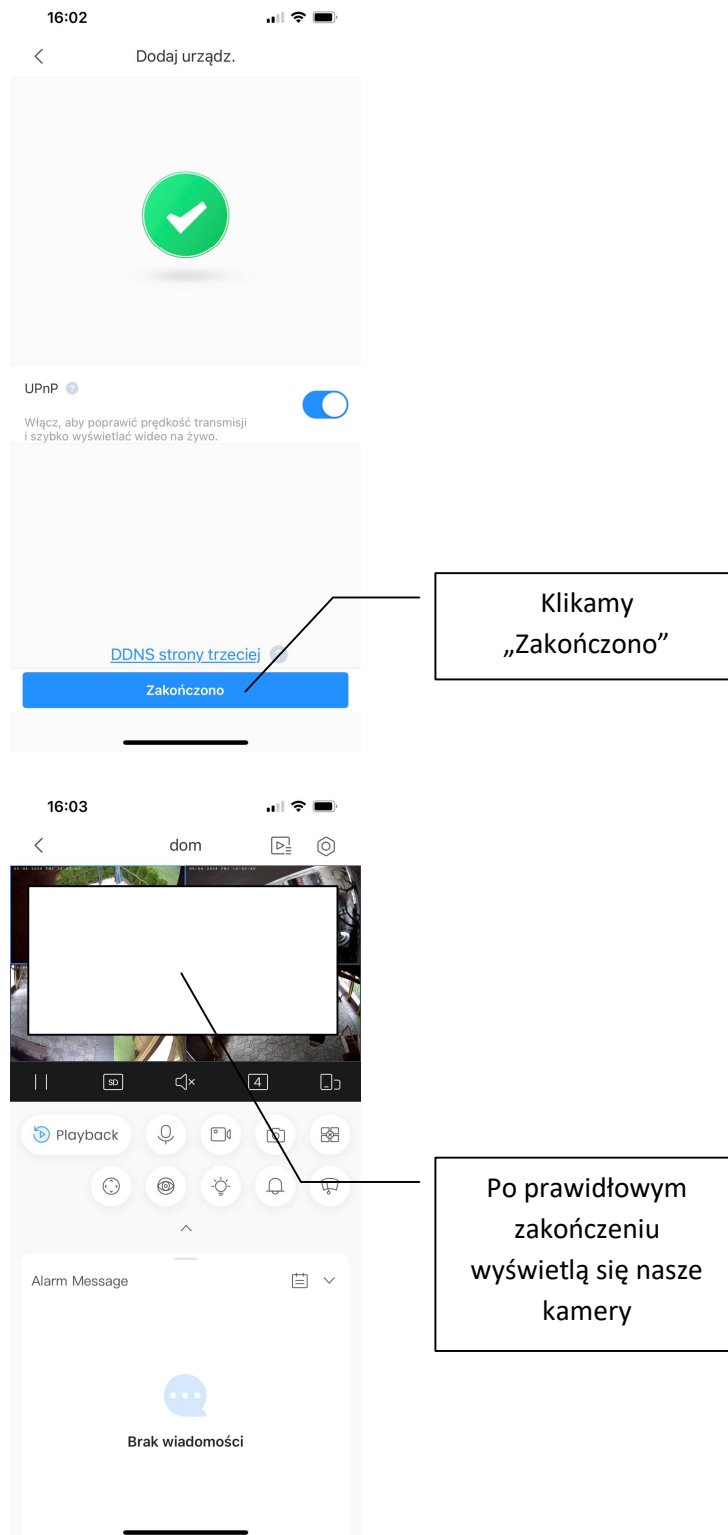 16:02
Dodaj urządz.
UPnP
Włącz, aby poprawić prędkość transmisji
i szybko wyświetlać wideo na żywo.
Klikamy
„Zakończono”
DDNS strony trzeciej
Zakończono
16:03
dom
SD
4
Playback
Po prawidłowym
zakończeniu
wyświetlą się nasze
kamery
Alarm Message
Brak wiadomości